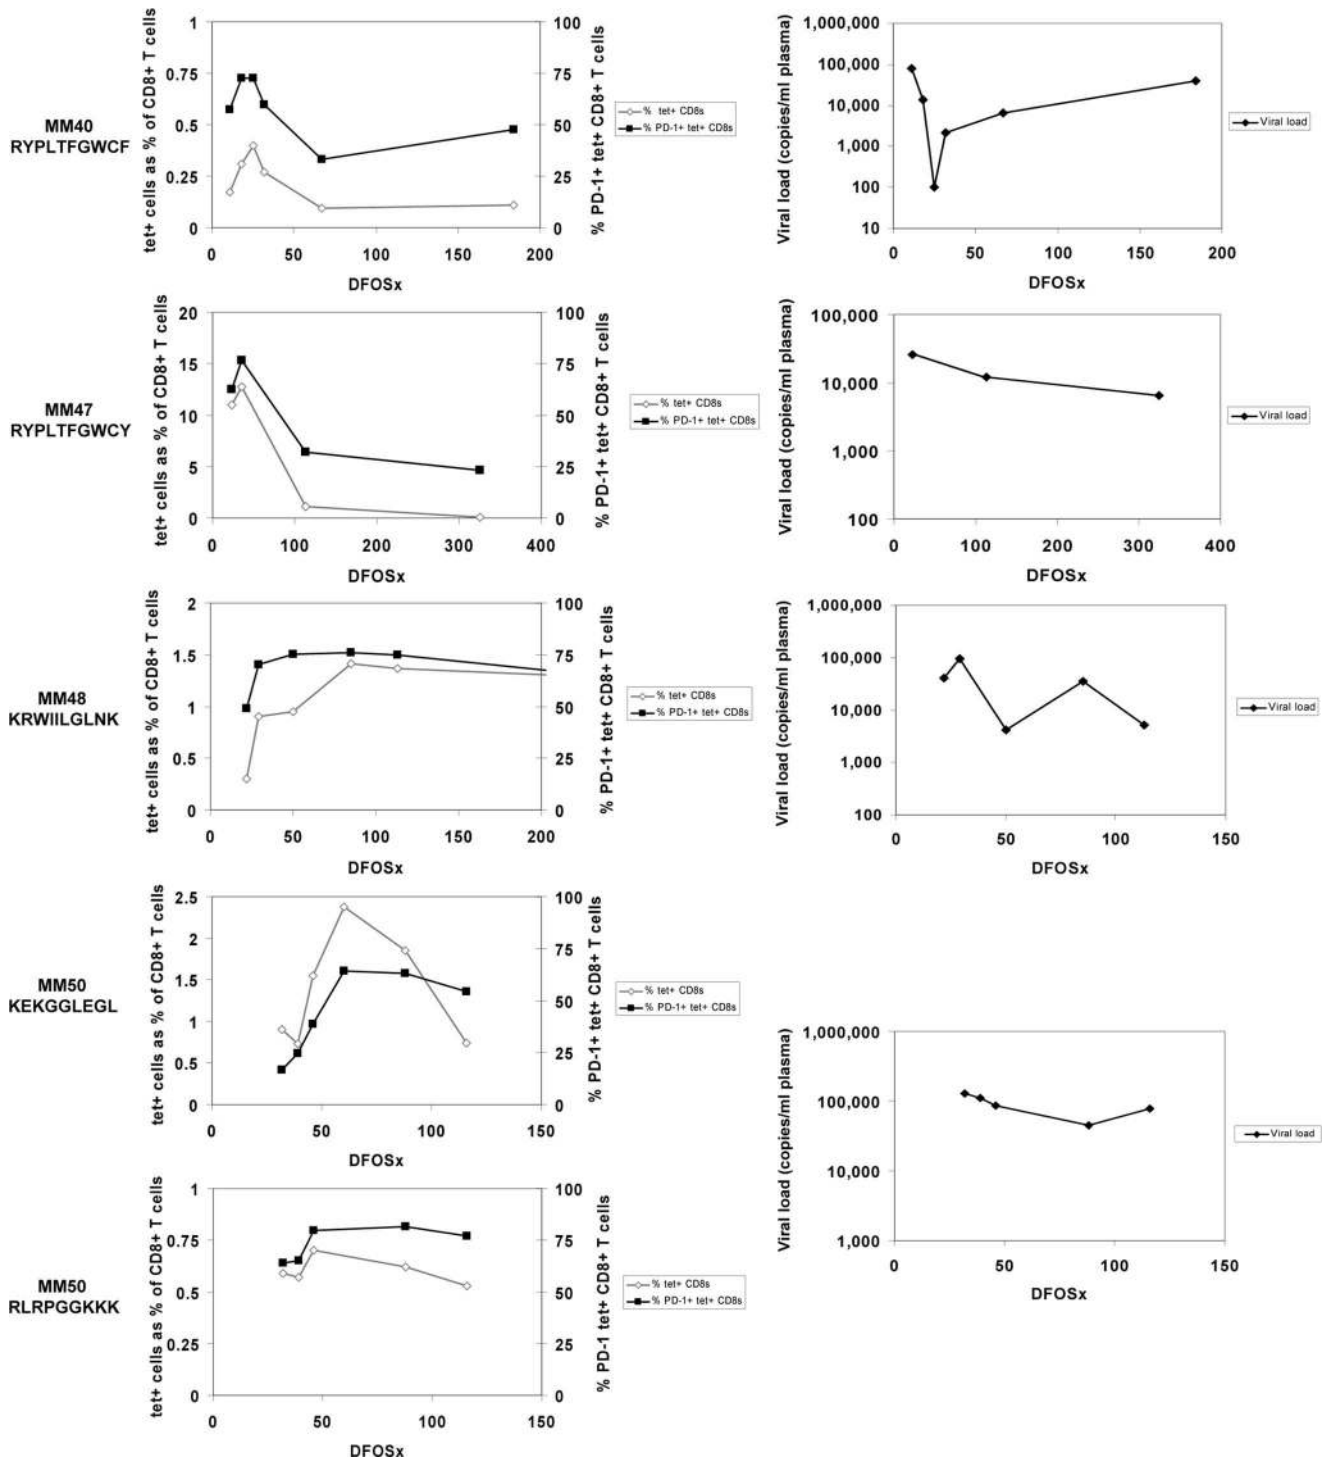 MM40
RYPLTFGWCF
tet+ cells as % of CD8+ T cells
1
0.75
0.5
0.25
0
100
75
50
25
0
% PD-1+ tet+ CD8+ T cells
0 50 100 150 200
DFOSx
% tet+ CD8s
% PD-1+ tet+ CD8s
Viral load (copies/ml plasma)
1,000,000
100,000
10,000
1,000
100
10
0 50 100 150 200
DFOSx
Viral load
MM47
RYPLTFGWCY
tet+ cells as % of CD8+ T cells
20
15
10
5
0
100
75
50
25
0
% PD-1+ tet+ CD8+ T cells
0 100 200 300 400
DFOSx
% tet+ CD8s
% PD-1+ tet+ CD8s
Viral load (copies/ml plasma)
100,000
10,000
1,000
100
0 100 200 300 400
DFOSx
Viral load
MM48
KRWIILGLNK
tet+ cells as % of CD8+ T cells
2
1.5
1
0.5
0
100
75
50
25
0
% PD-1+ tet+ CD8+ T cells
0 50 100 150 200
DFOSx
% tet+ CD8s
% PD-1+ tet+ CD8s
Viral load (copies/ml plasma)
1,000,000
100,000
10,000
1,000
100
0 50 100 150
DFOSx
Viral load
MM50
KEKGGLEGL
tet+ cells as % of CD8+ T cells
2.5
2
1.5
1
0.5
0
100
75
50
25
0
% PD-1+ tet+ CD8+ T cells
0 50 100 150
DFOSx
% tet+ CD8s
% PD-1+ tet+ CD8s
Viral load (copies/ml plasma)
1,000,000
100,000
10,000
1,000
0 50 100 150
DFOSx
Viral load
MM50
RLRPGGKKK
tet+ cells as % of CD8+ T cells
1
0.75
0.5
0.25
0
100
75
50
25
0
% PD-1 tet+ CD8+ T cells
0 50 100 150
DFOSx
% tet+ CD8s
% PD-1+ tet+ CD8s